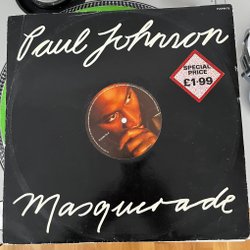 Paul Johnson
SPECIAL
PRICE
£1·99
Masquerade